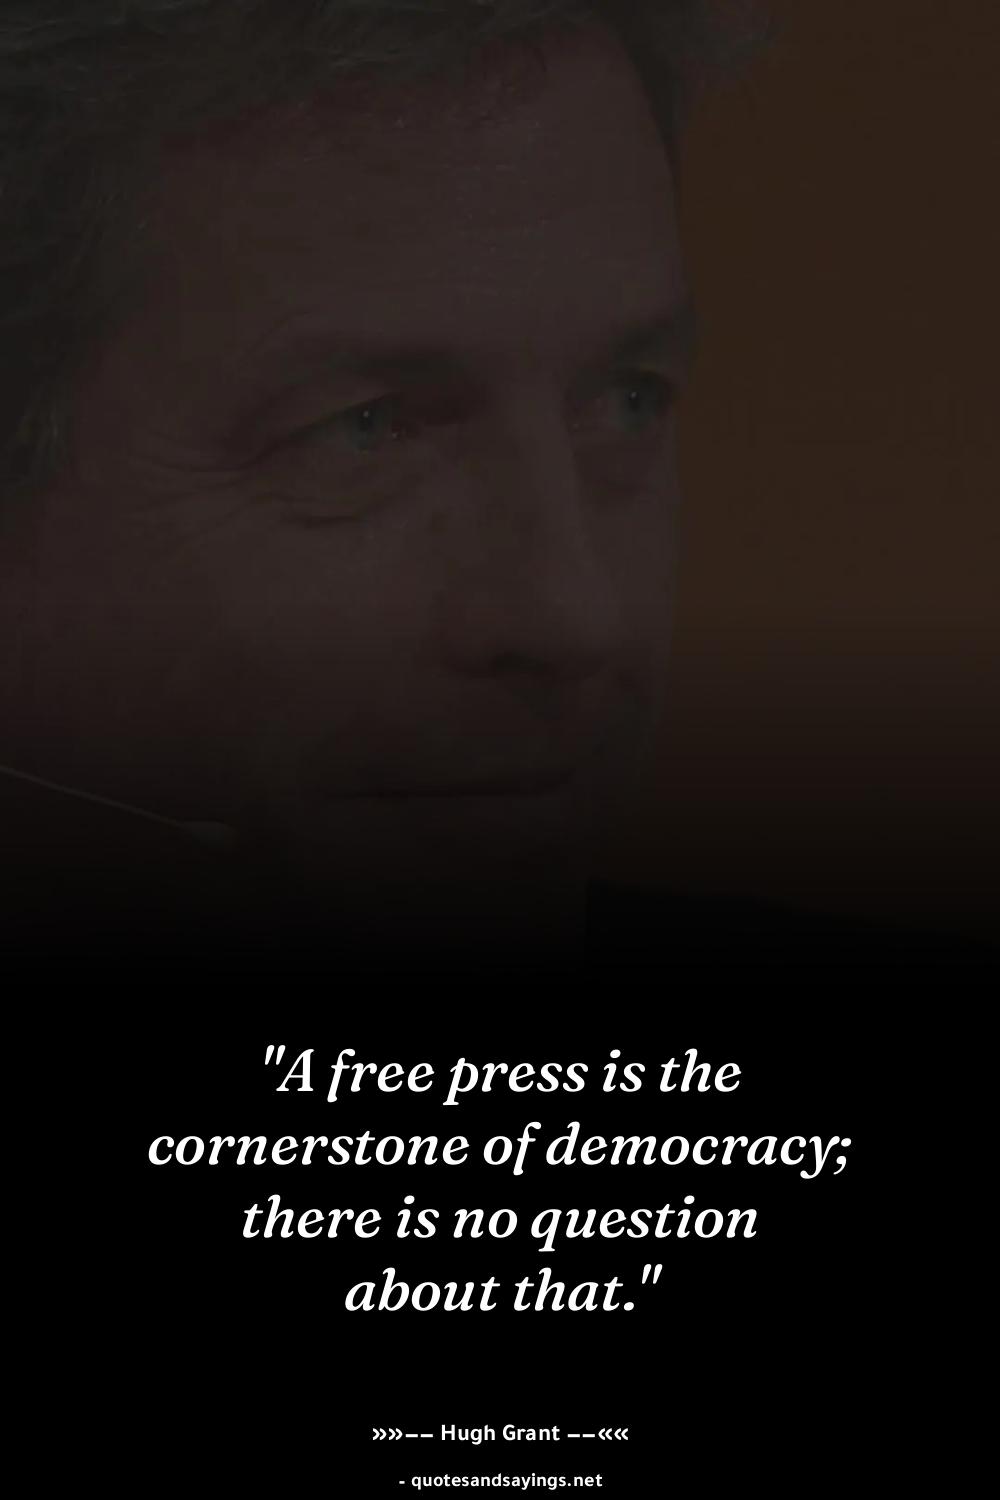 "A free press is the
cornerstone of democracy;
there is no question
about that."
»»−− Hugh Grant −−««
- quotesandsayings.net